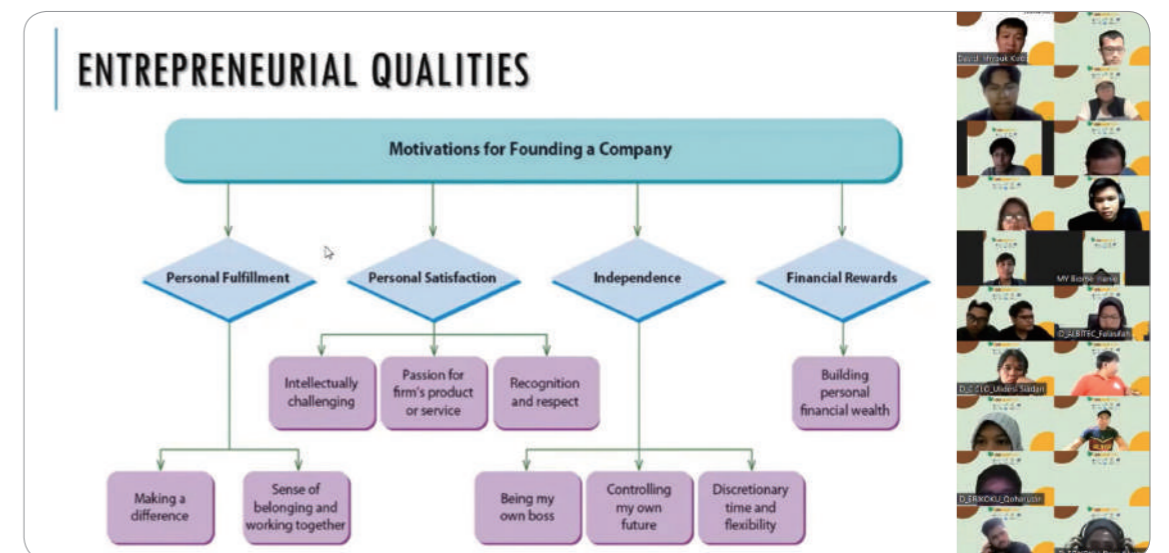 ENTREPRENEURIAL QUALITIES
Motivations for Founding a Company
Personal Fulfillment
Personal Satisfaction
Independence
Financial Rewards
Intellectually
challenging
Passion for
firm's product
or service
Recognition
and respect
Building
personal
financial wealth
Making a
difference
Sense of
belonging and
working together
Being my
own boss
Controlling
my own
future
Discretionary
time and
flexibility
MY Biome